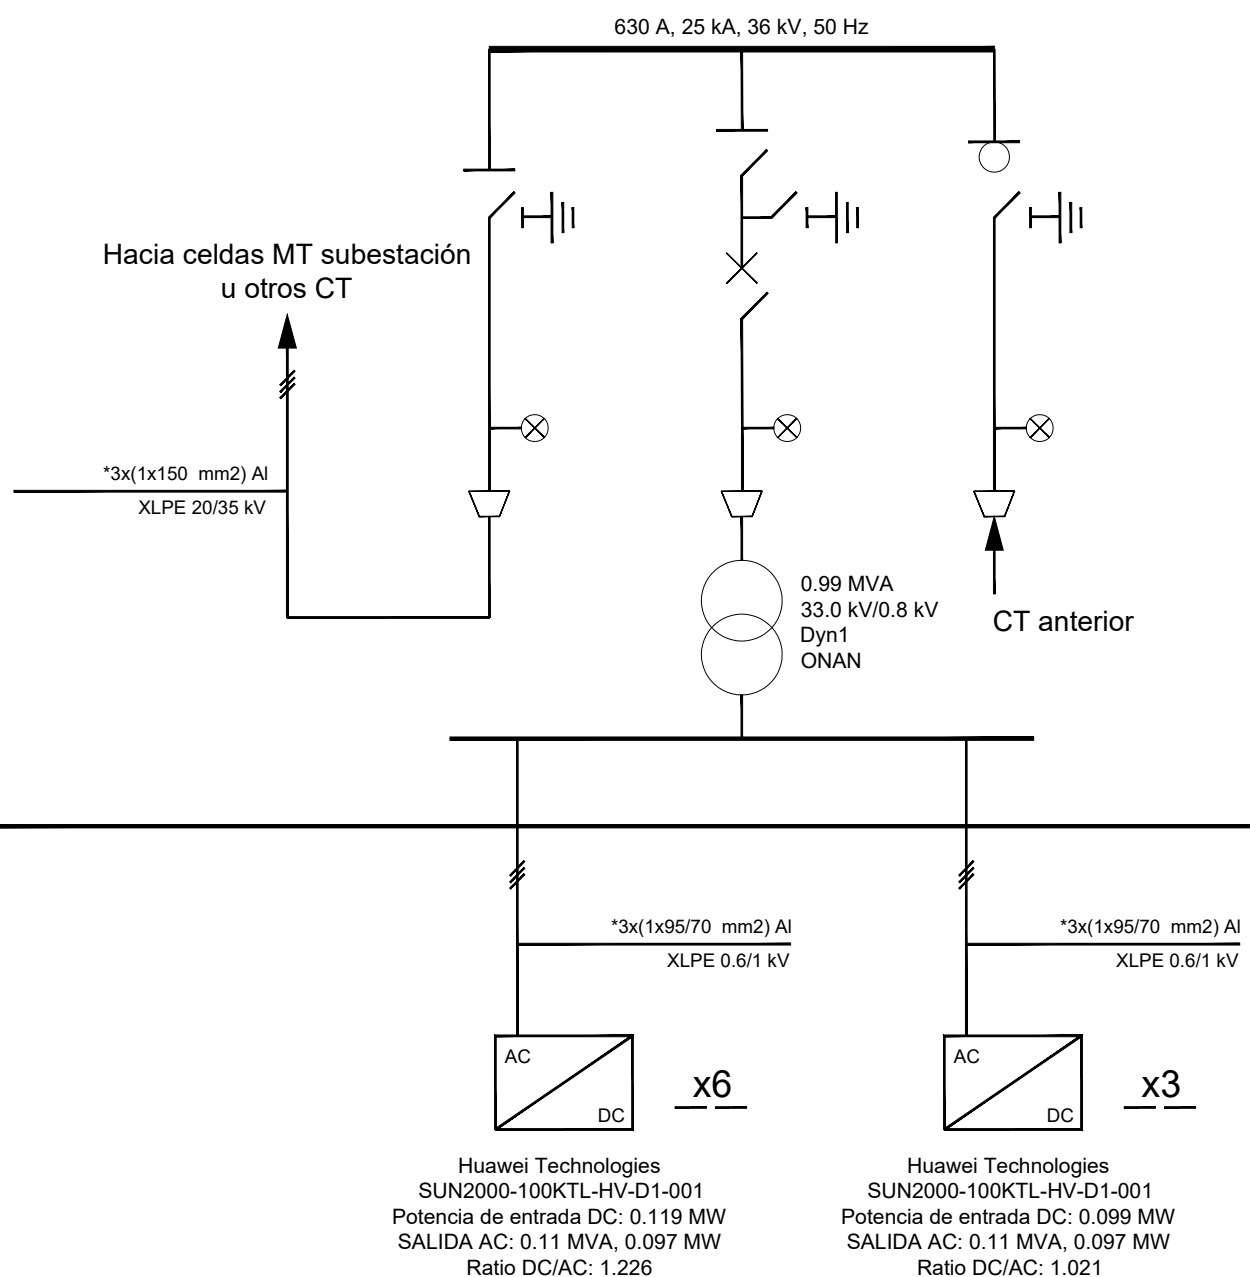 630 A, 25 kA, 36 kV, 50 Hz
Hacia celdas MT subestación
u otros CT
*3x(1x150 mm2) Al
XLPE 20/35 kV
0.99 MVA
33.0 kV/0.8 kV
Dyn1
ONAN
CT anterior
*3x(1x95/70 mm2) Al
XLPE 0.6/1 kV
*3x(1x95/70 mm2) Al
XLPE 0.6/1 kV
AC
DC
x6
AC
DC
x3
Huawei Technologies
SUN2000-100KTL-HV-D1-001
Potencia de entrada DC: 0.119 MW
SALIDA AC: 0.11 MVA, 0.097 MW
Ratio DC/AC: 1.226
Huawei Technologies
SUN2000-100KTL-HV-D1-001
Potencia de entrada DC: 0.099 MW
SALIDA AC: 0.11 MVA, 0.097 MW
Ratio DC/AC: 1.021